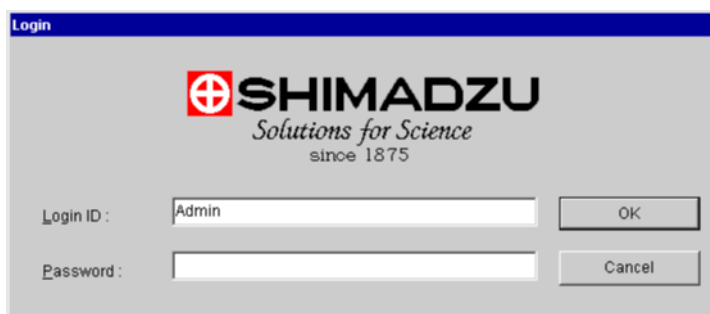 Login
SHIMADZU
Solutions for Science
since 1875
Login ID : Admin OK
Password : Cancel